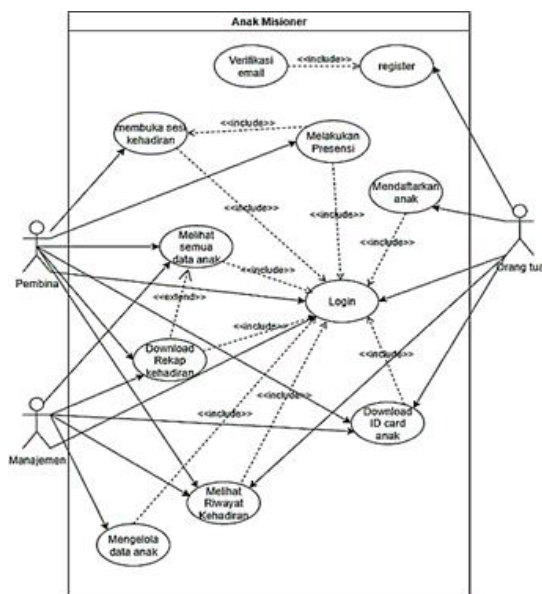 Anak Misioner
Verifikasi
email
<<include>>
register
membuka sesi
kehadiran
<<include>>
Melakukan
Presensi
Mendaftarkan
anak
<<include>>
<<include>>
<<include>>
Melihat
semua
data anak
<<include>>
Pembina
Orang tua
<<extend>>
Login
Download
Rekap
kehadiran
<<include>>
<<include>>
<<include>>
<<include>>
Download
ID card
anak
Manajemen
Melihat
Riwayat
Kehadiran
Mengelola
data anak